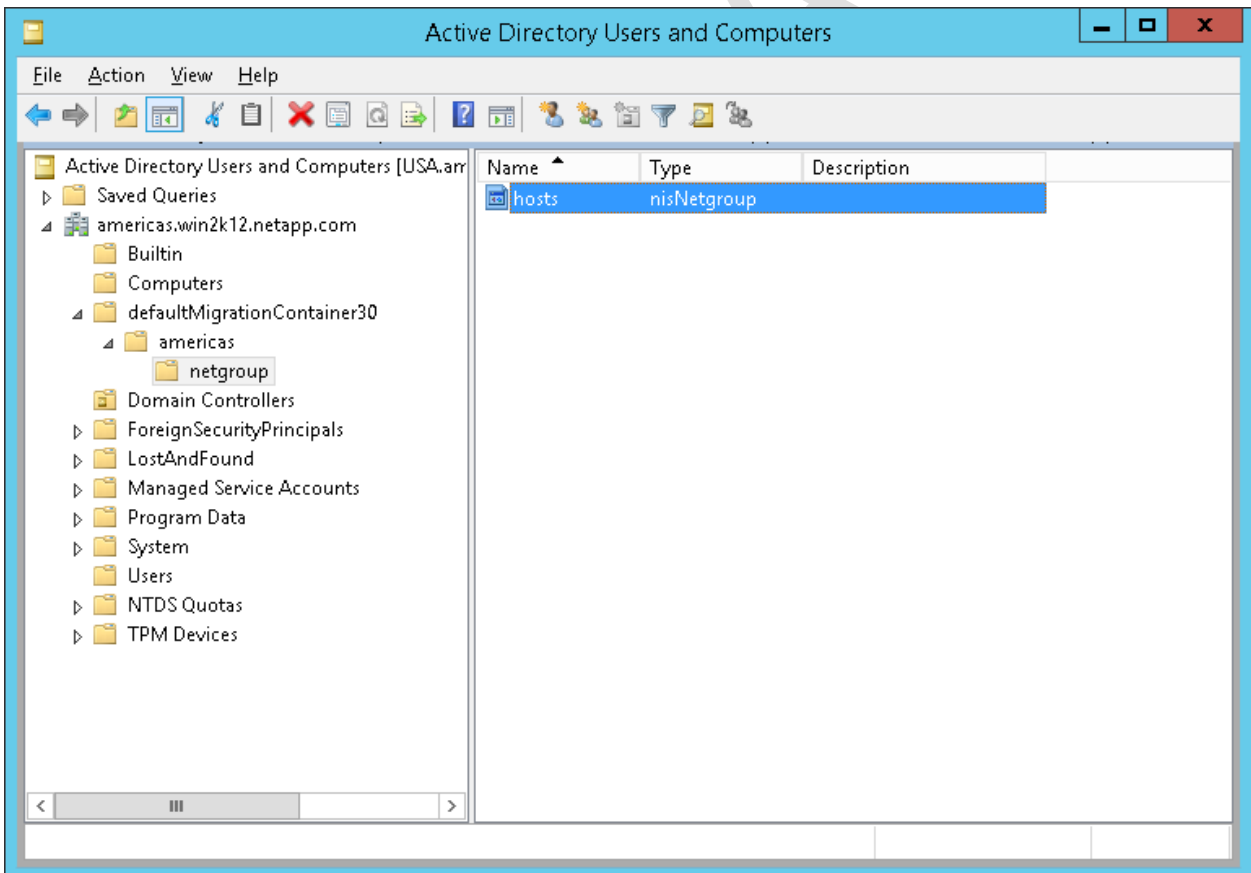 Active Directory Users and Computers
File Action View Help
Active Directory Users and Computers [USA.am
Saved Queries
americas.win2k12.netapp.com
Builtin
Computers
defaultMigrationContainer30
americas
netgroup
Domain Controllers
ForeignSecurityPrincipals
LostAndFound
Managed Service Accounts
Program Data
System
Users
NTDS Quotas
TPM Devices
Name Type Description
hosts nisNetgroup